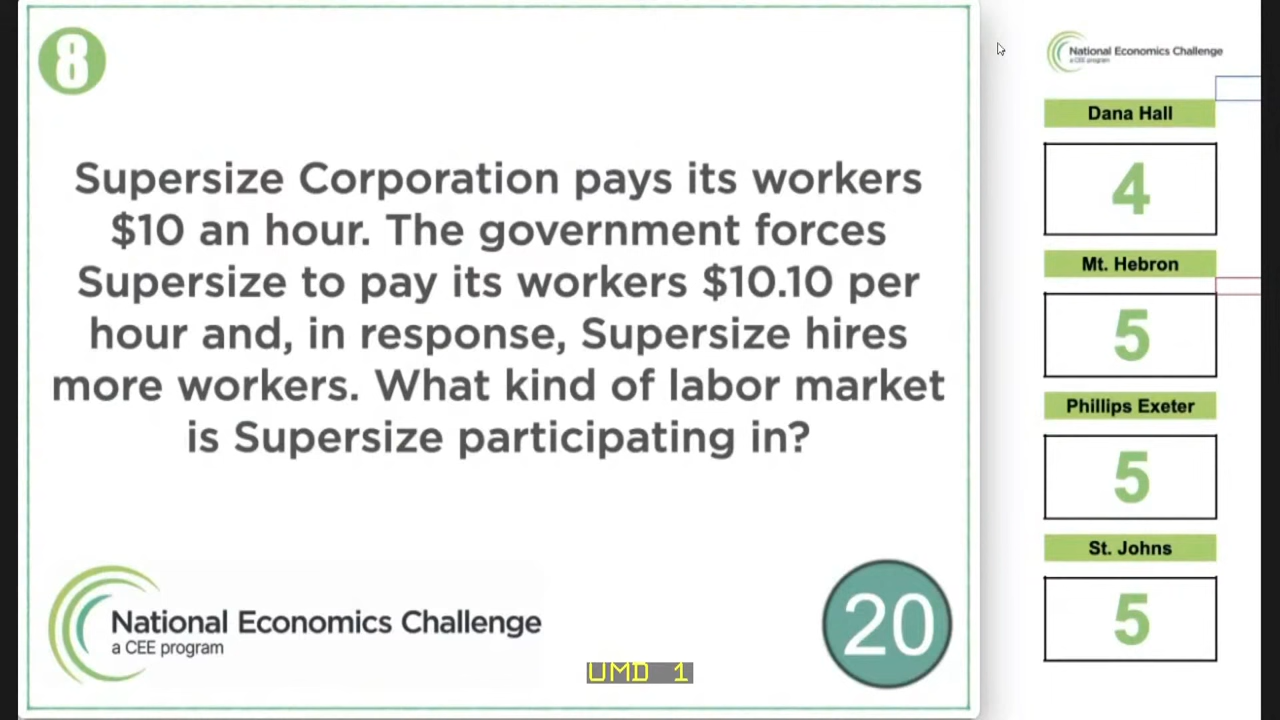 8
Supersize Corporation pays its workers
$10 an hour. The government forces
Supersize to pay its workers $10.10 per
hour and, in response, Supersize hires
more workers. What kind of labor market
is Supersize participating in?
National Economics Challenge
a CEE program
20
UMD 1
National Economics Challenge
a CEE program
Dana Hall
4
Mt. Hebron
5
Phillips Exeter
5
St. Johns
5